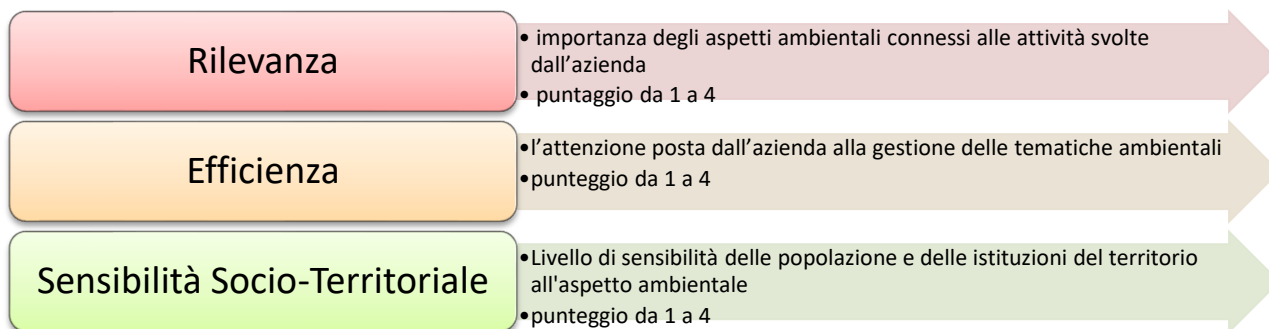 Rilevanza
• importanza degli aspetti ambientali connessi alle attività svolte
dall'azienda
• puntaggio da 1 a 4
Efficienza
•l'attenzione posta dall'azienda alla gestione delle tematiche ambientali
•punteggio da 1 a 4
Sensibilità Socio-Territoriale
•Livello di sensibilità delle popolazione e delle istituzioni del territorio
all'aspetto ambientale
•punteggio da 1 a 4